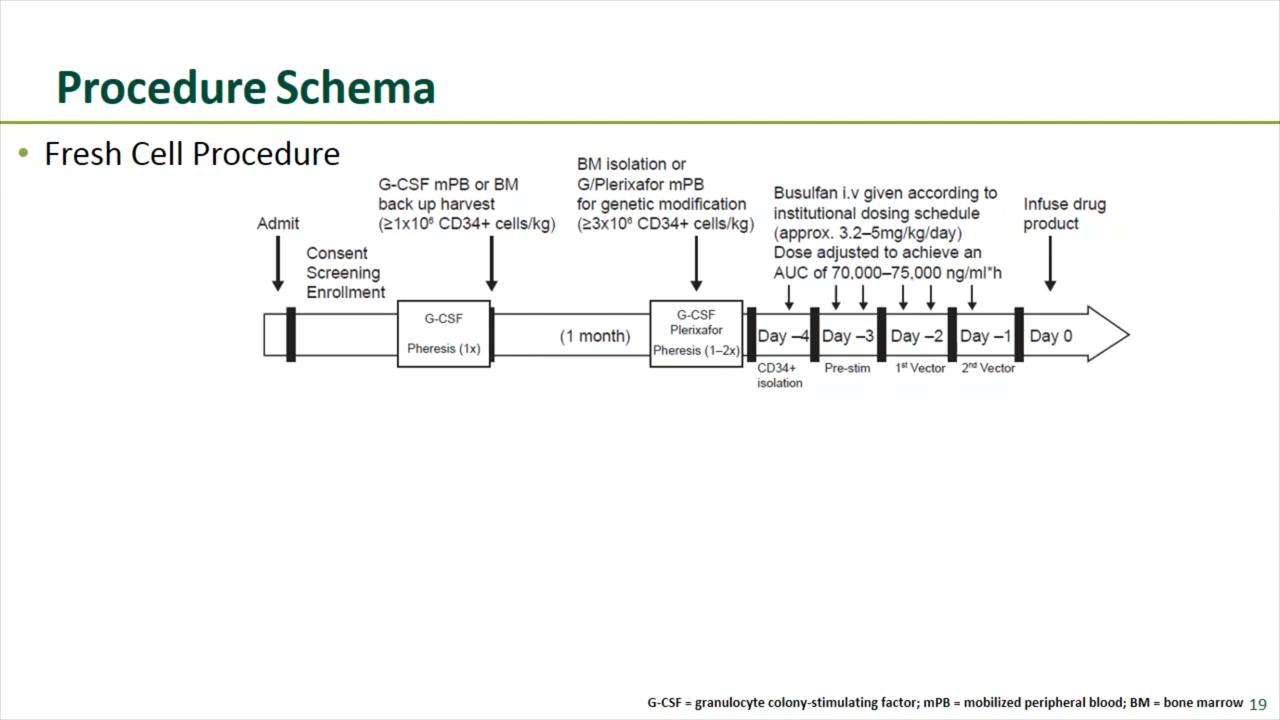 Procedure Schema
• Fresh Cell Procedure
Admit
Consent
Screening
Enrollment
G-CSF mPB or BM
back up harvest
(≥1x10⁶ CD34+ cells/kg)
BM isolation or
G/Plerixafor mPB
for genetic modification
(≥3x10⁶ CD34+ cells/kg)
Busulfan i.v given according to
institutional dosing schedule
(approx. 3.2–5mg/kg/day)
Dose adjusted to achieve an
AUC of 70,000–75,000 ng/ml*h
Infuse drug
product
G-CSF
Pheresis (1x)
(1 month)
G-CSF
Plerixafor
Pheresis (1–2x)
Day –4
Day –3
Day –2
Day –1
Day 0
CD34+
isolation
Pre-stim
1st Vector
2nd Vector
G-CSF = granulocyte colony-stimulating factor; mPB = mobilized peripheral blood; BM = bone marrow
19